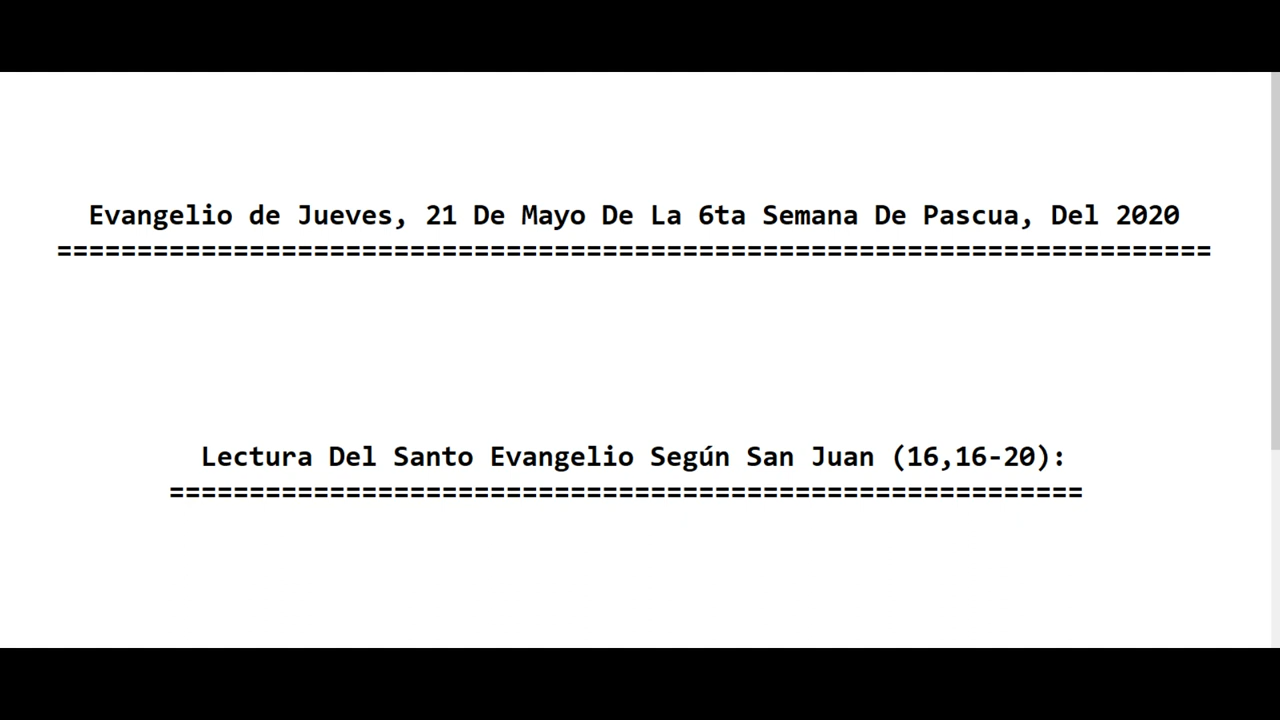 Evangelio de Jueves, 21 De Mayo De La 6ta Semana De Pascua, Del 2020
========================================================================
Lectura Del Santo Evangelio Según San Juan (16,16-20):
=========================================================